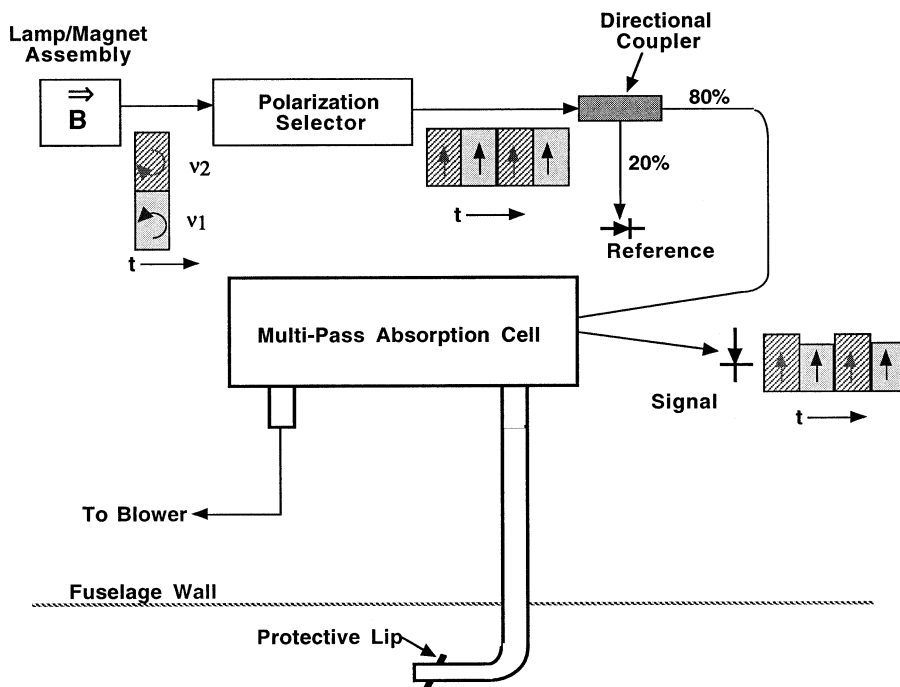 Lamp/Magnet
Assembly
B
Polarization
Selector
Directional
Coupler
80%
20%
ν2
ν1
t
t
Reference
Multi-Pass Absorption Cell
Signal
t
To Blower
Fuselage Wall
Protective Lip